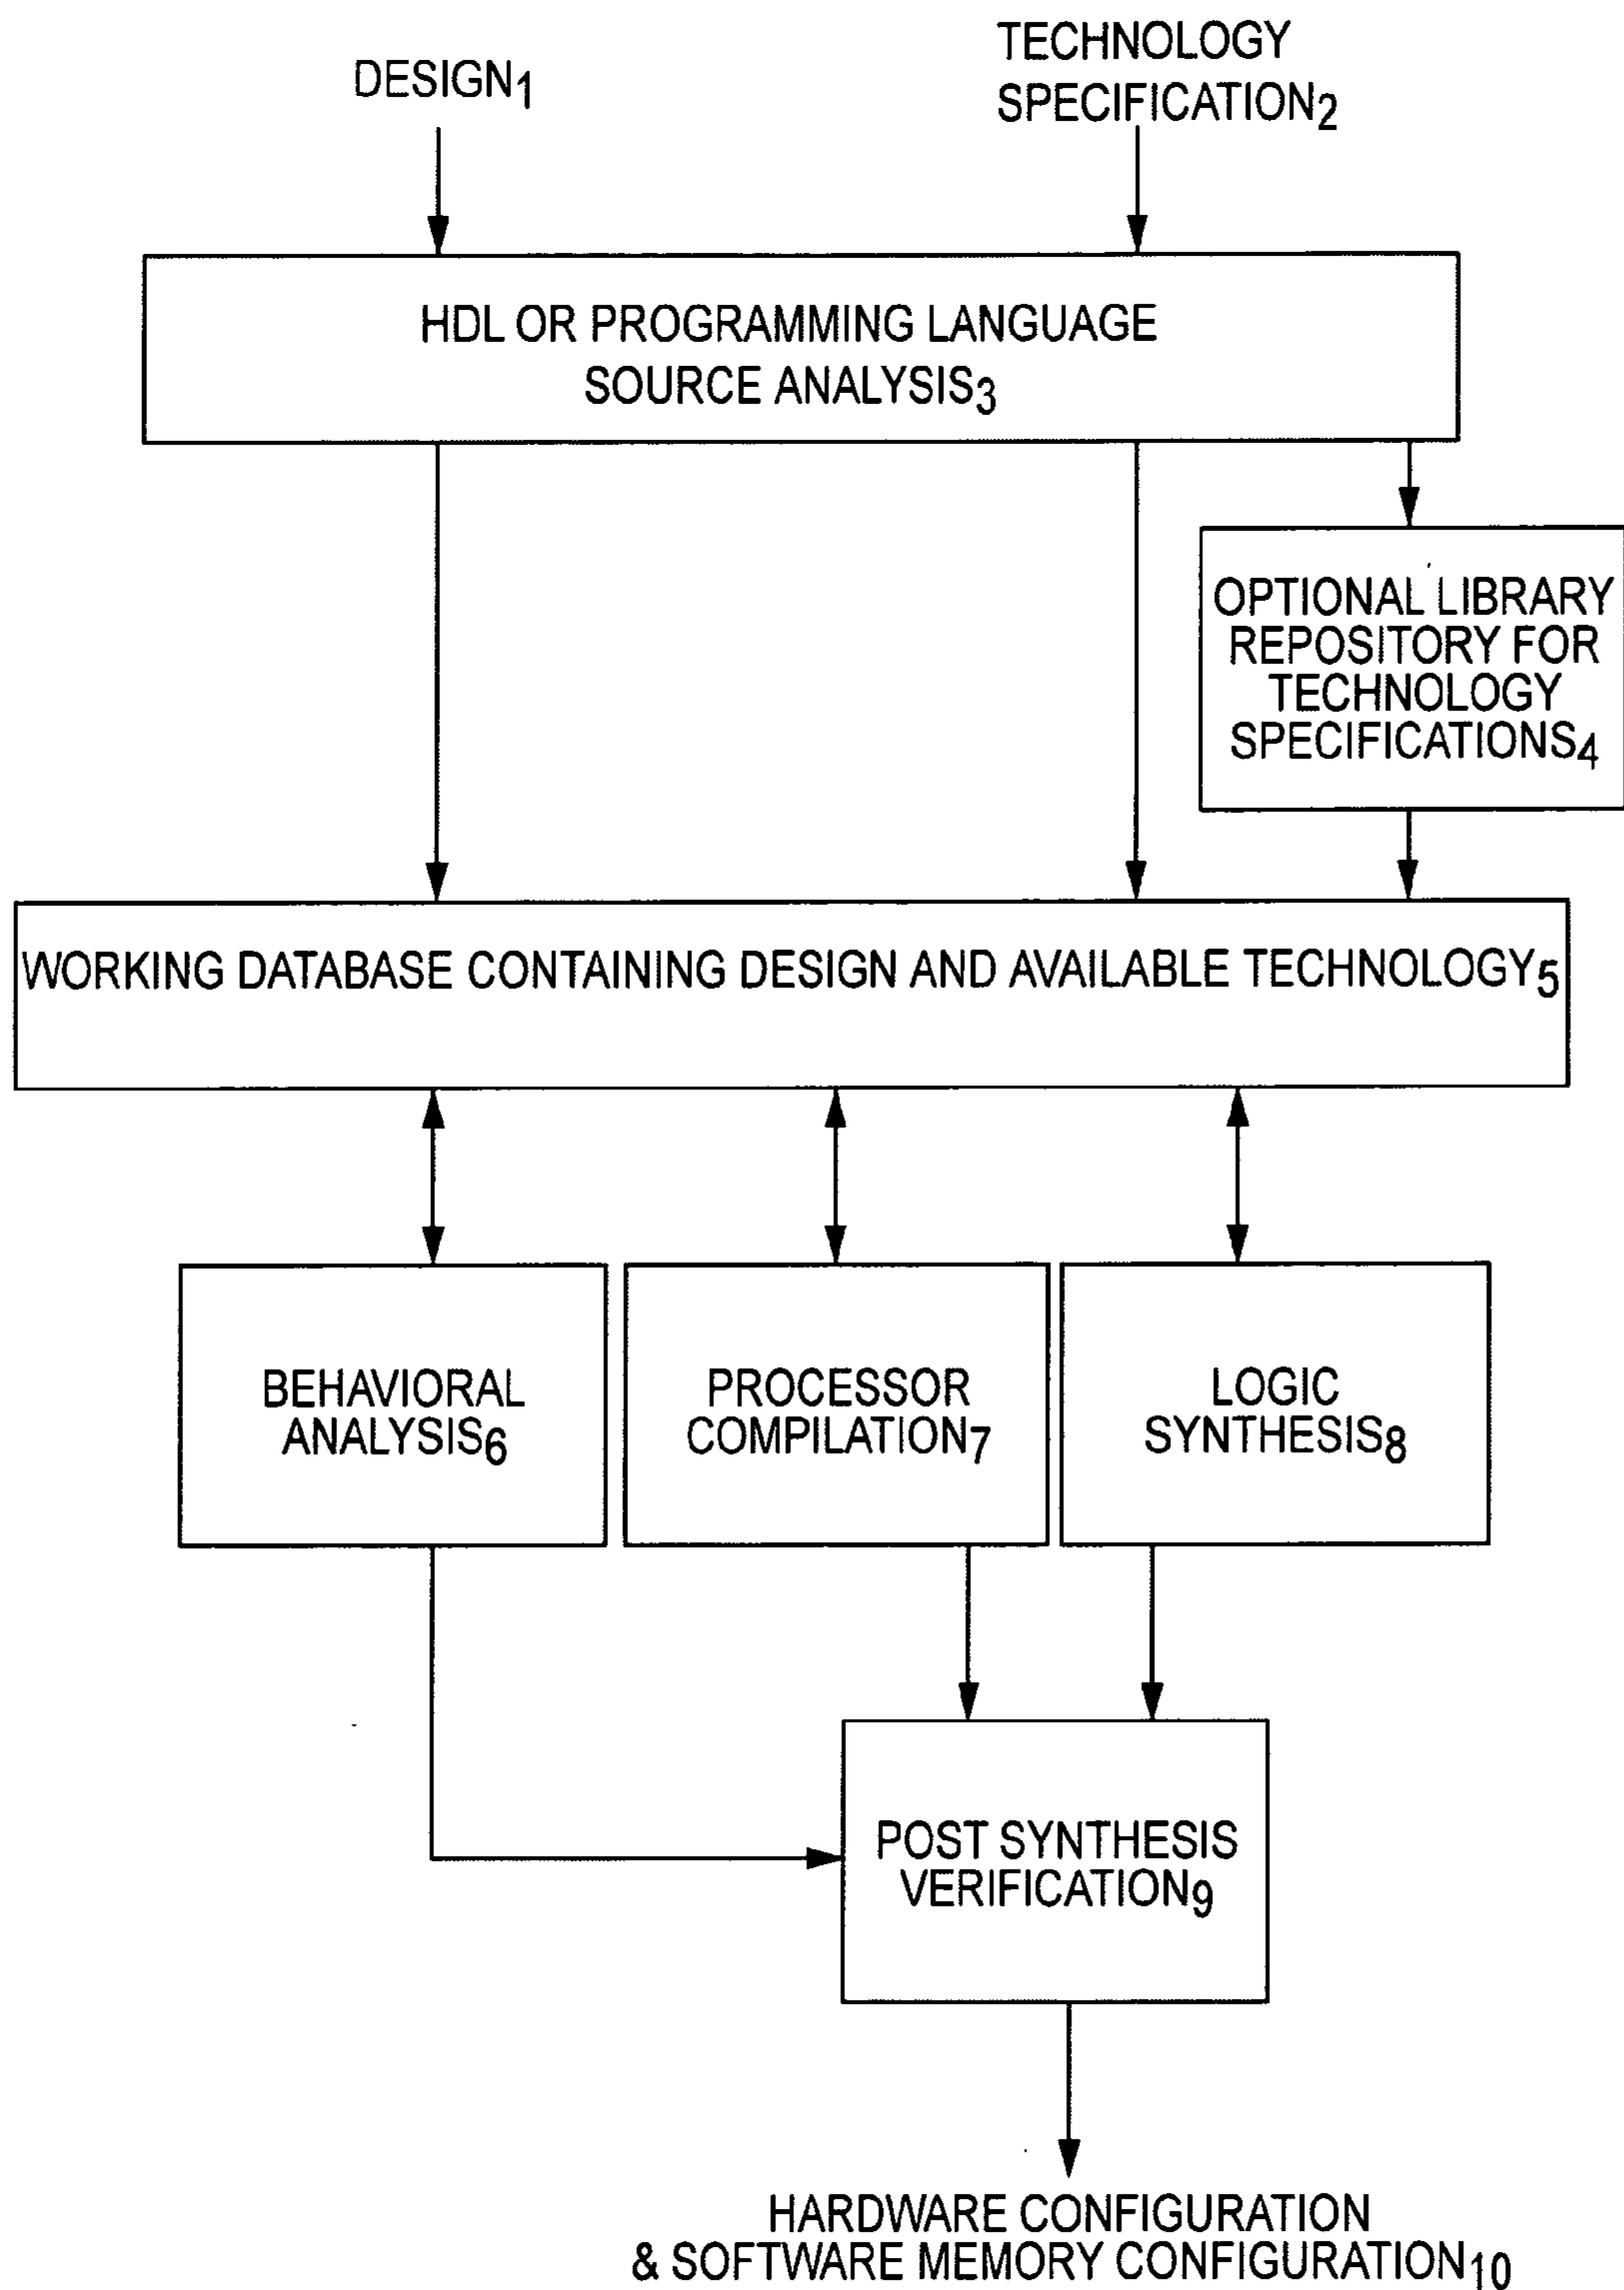 DESIGN1
TECHNOLOGY
SPECIFICATION2
HDL OR PROGRAMMING LANGUAGE
SOURCE ANALYSIS3
OPTIONAL LIBRARY
REPOSITORY FOR
TECHNOLOGY
SPECIFICATIONS4
WORKING DATABASE CONTAINING DESIGN AND AVAILABLE TECHNOLOGY5
BEHAVIORAL
ANALYSIS6
PROCESSOR
COMPILATION7
LOGIC
SYNTHESIS8
POST SYNTHESIS
VERIFICATION9
HARDWARE CONFIGURATION
& SOFTWARE MEMORY CONFIGURATION10